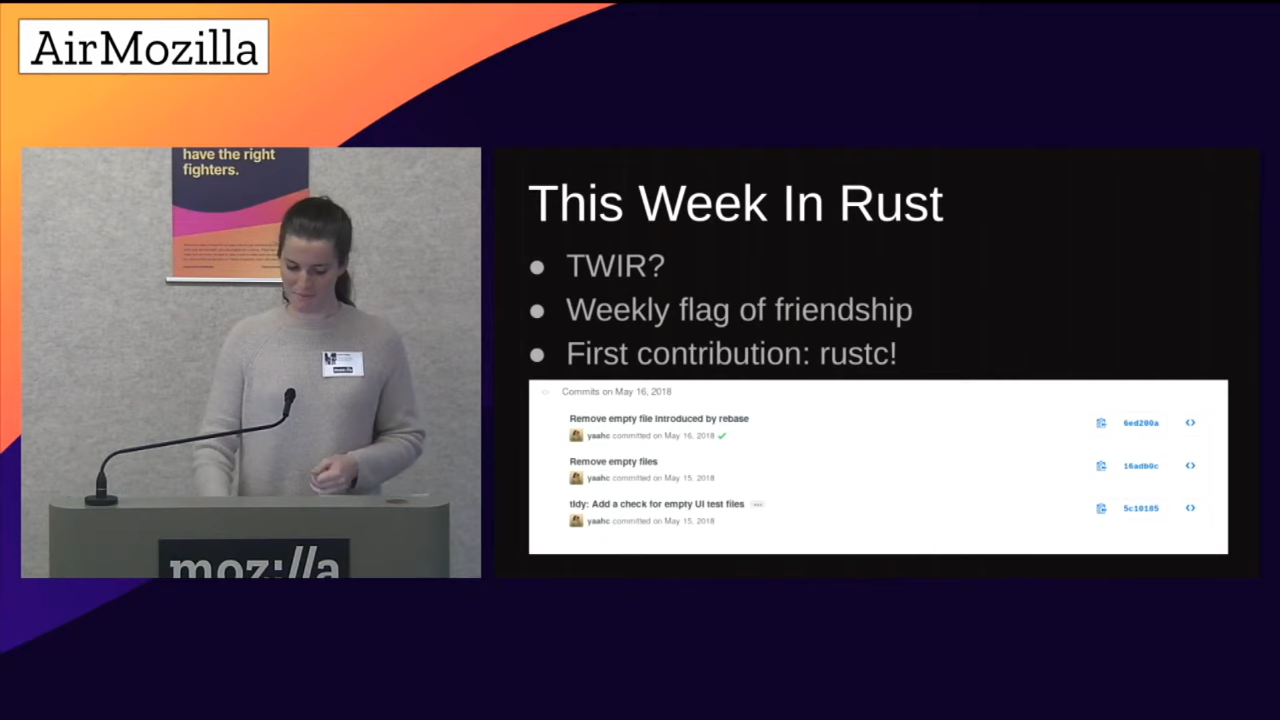 AirMozilla
have the right
fighters.
moz://a
This Week In Rust
● TWIR?
● Weekly flag of friendship
● First contribution: rustc!
Commits on May 16, 2018
Remove empty file introduced by rebase
yaahc committed on May 16, 2018 ✓
6ed200a
Remove empty files
yaahc committed on May 15, 2018
16adb0c
tidy: Add a check for empty UI test files
yaahc committed on May 15, 2018
5c10185